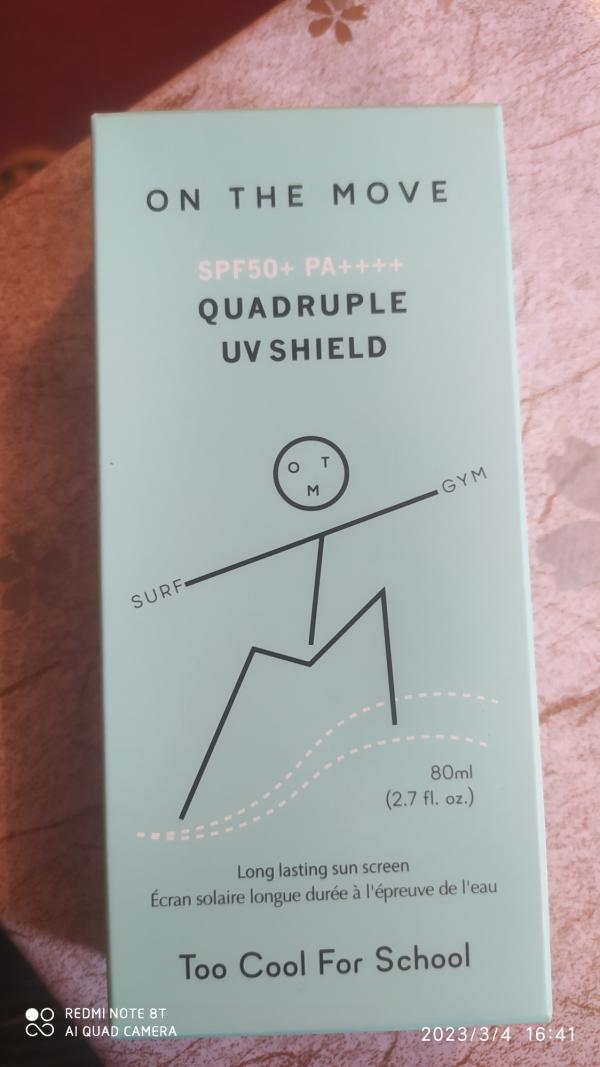 ON THE MOVE
SPF50+ PA++++
QUADRUPLE
UV SHIELD
O T
M
GYM
SURF
80ml
(2.7 fl. oz.)
Long lasting sun screen
Écran solaire longue durée à l'épreuve de l'eau
Too Cool For School
REDMI NOTE 8T
AI QUAD CAMERA
2023/3/4 16:41